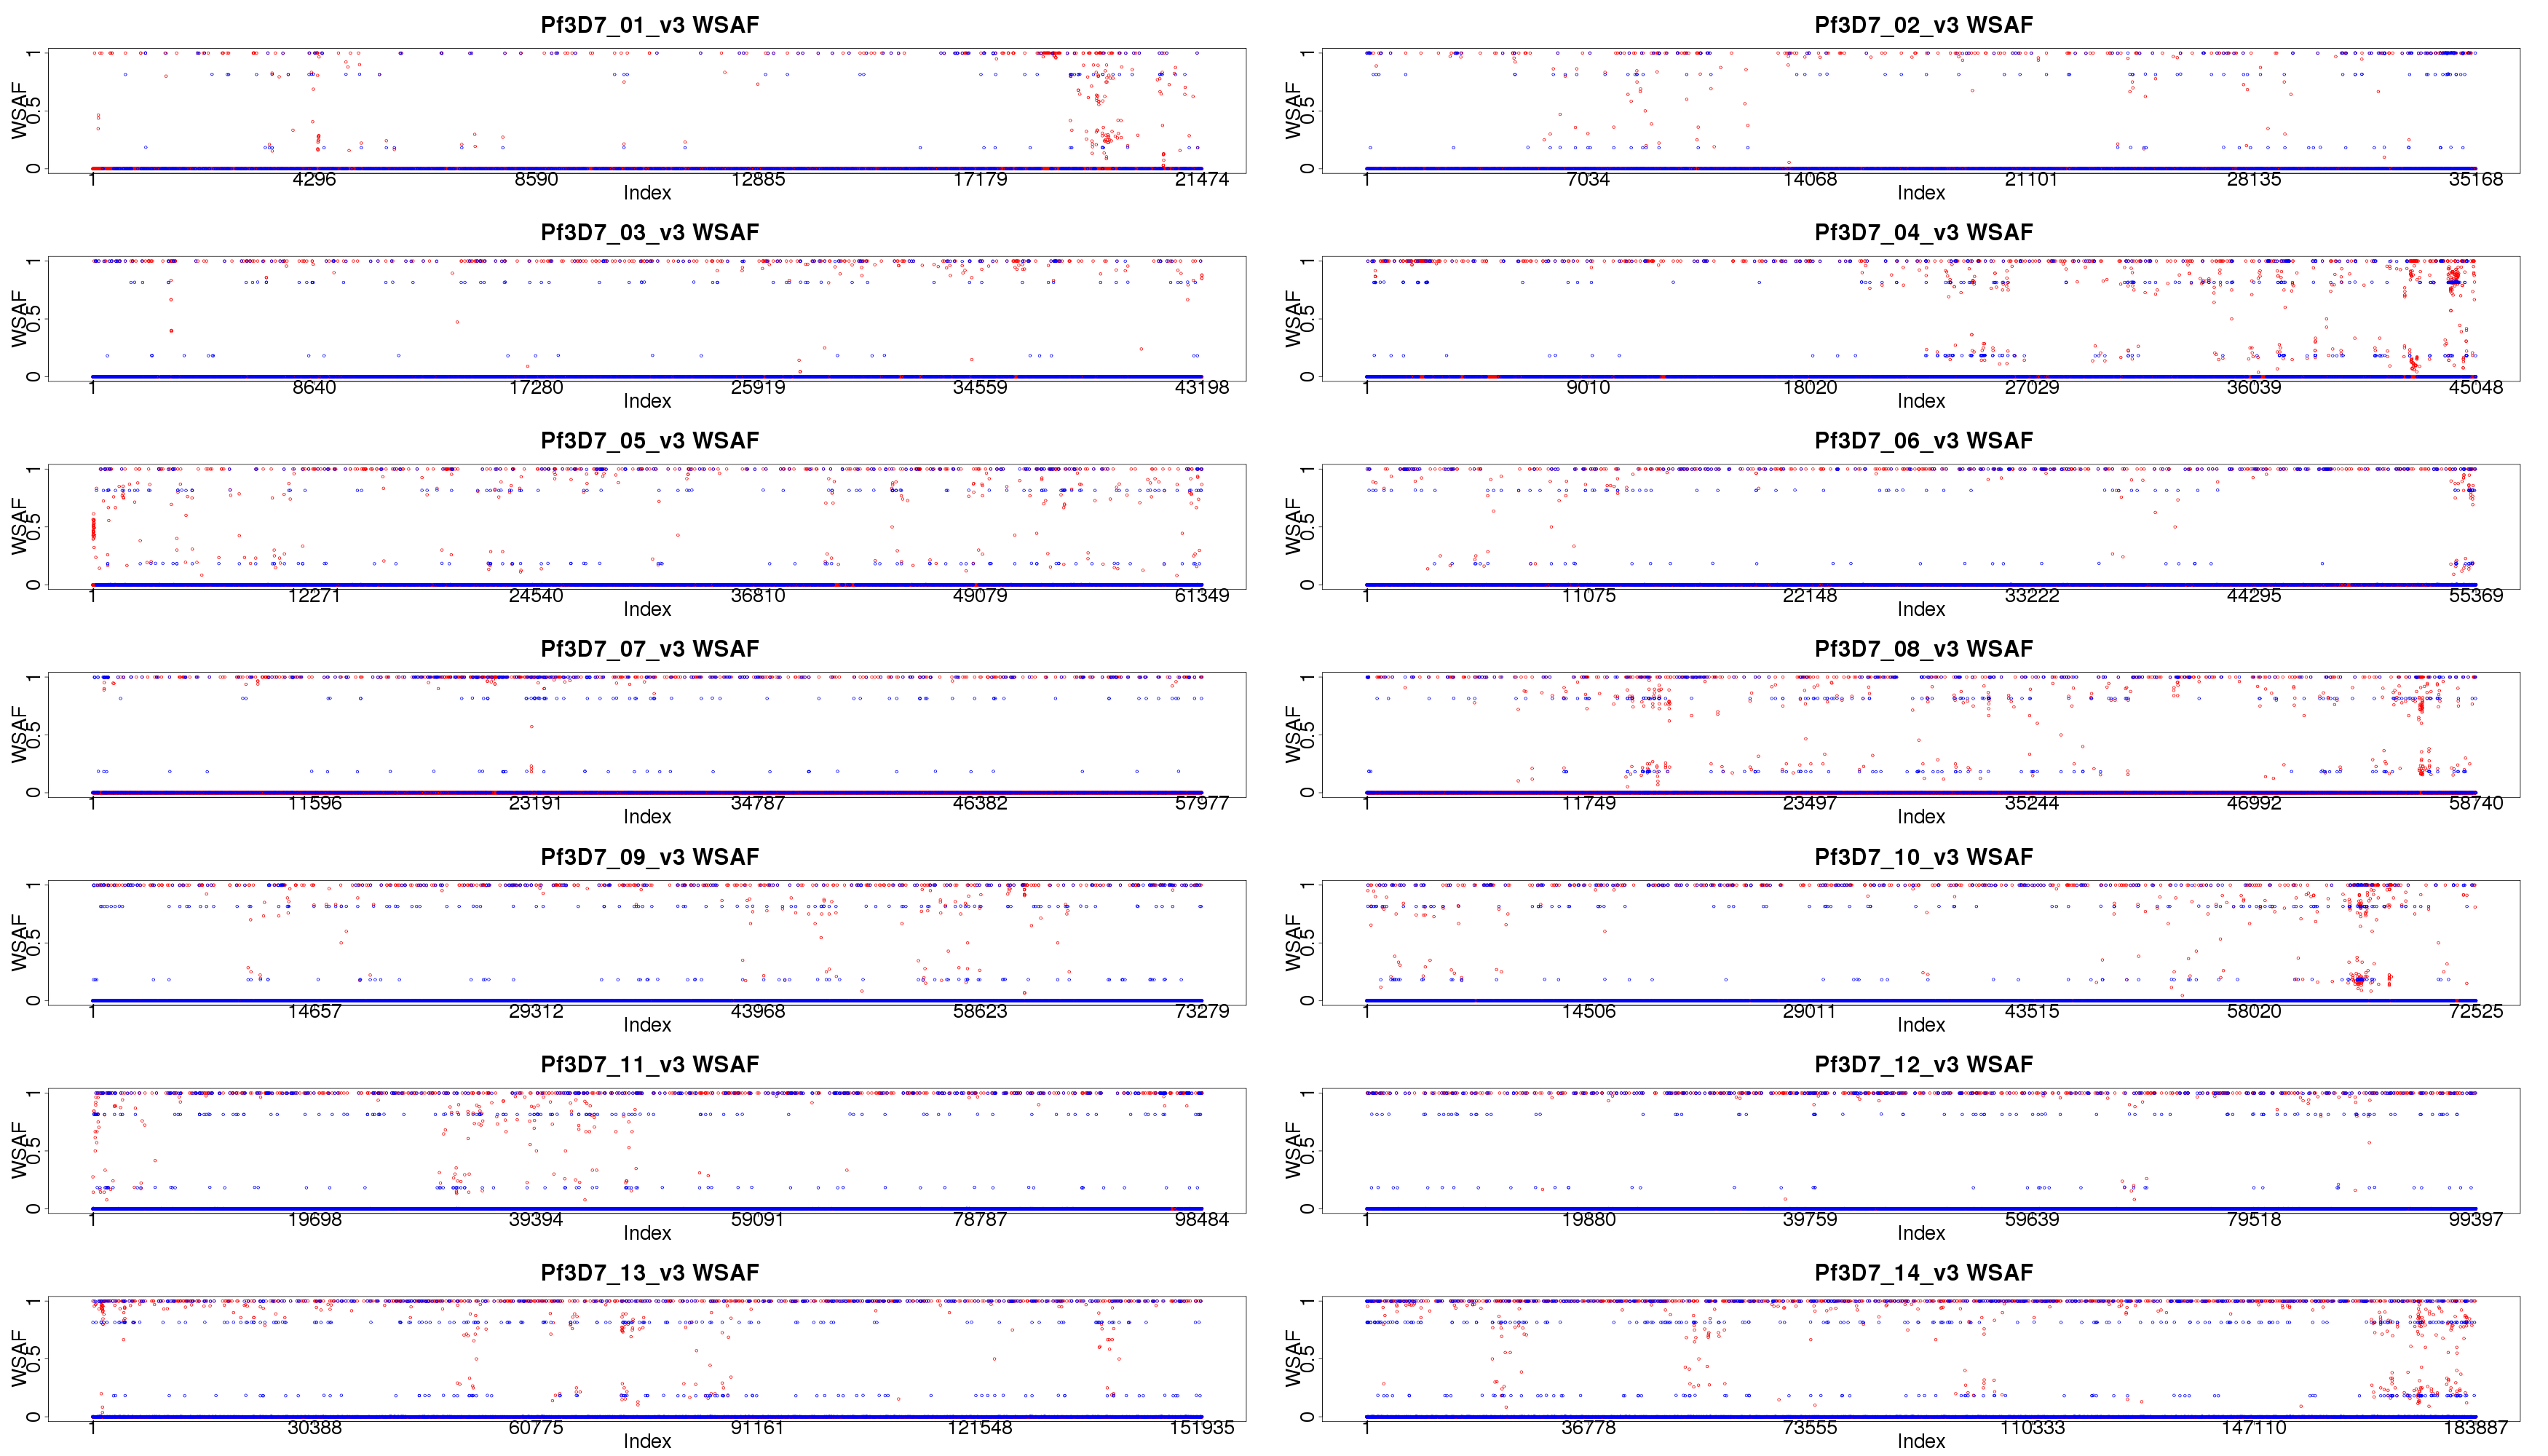 Pf3D7_01_v3 WSAF
WSAF
0 0.5 1
1 4296 8590 12885 17179 21474
Index
Pf3D7_02_v3 WSAF
WSAF
0 0.5 1
1 7034 14068 21101 28135 35168
Index
Pf3D7_03_v3 WSAF
WSAF
0 0.5 1
1 8640 17280 25919 34559 43198
Index
Pf3D7_04_v3 WSAF
WSAF
0 0.5 1
1 9010 18020 27029 36039 45048
Index
Pf3D7_05_v3 WSAF
WSAF
0 0.5 1
1 12271 24540 36810 49079 61349
Index
Pf3D7_06_v3 WSAF
WSAF
0 0.5 1
1 11075 22148 33222 44295 55369
Index
Pf3D7_07_v3 WSAF
WSAF
0 0.5 1
1 11596 23191 34787 46382 57977
Index
Pf3D7_08_v3 WSAF
WSAF
0 0.5 1
1 11749 23497 35244 46992 58740
Index
Pf3D7_09_v3 WSAF
WSAF
0 0.5 1
1 14657 29312 43968 58623 73279
Index
Pf3D7_10_v3 WSAF
WSAF
0 0.5 1
1 14506 29011 43515 58020 72525
Index
Pf3D7_11_v3 WSAF
WSAF
0 0.5 1
1 19698 39394 59091 78787 98484
Index
Pf3D7_12_v3 WSAF
WSAF
0 0.5 1
1 19880 39759 59639 79518 99397
Index
Pf3D7_13_v3 WSAF
WSAF
0 0.5 1
1 30388 60775 91161 121548 151935
Index
Pf3D7_14_v3 WSAF
WSAF
0 0.5 1
1 36778 73555 110333 147110 183887
Index